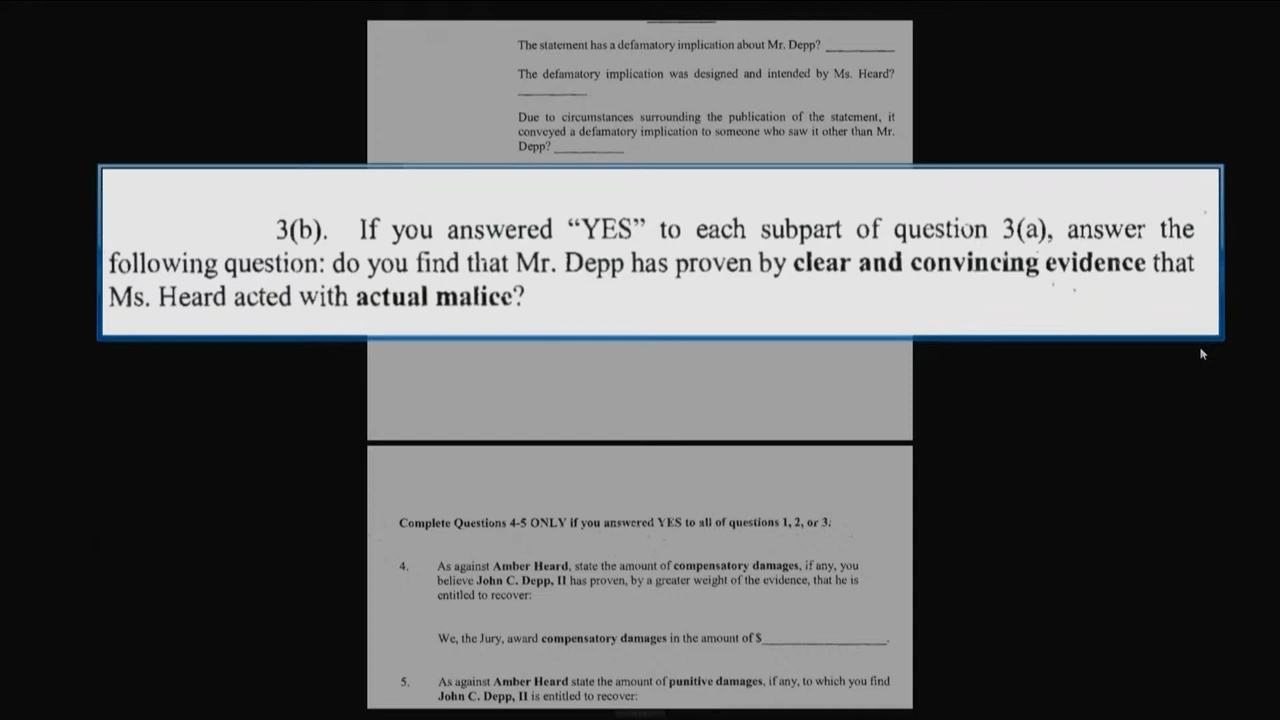 The statement has a defamatory implication about Mr. Depp? __________
The defamatory implication was designed and intended by Ms. Heard?
__________
Due to circumstances surrounding the publication of the statement, it
conveyed a defamatory implication to someone who saw it other than Mr.
Depp? __________
3(b). If you answered “YES” to each subpart of question 3(a), answer the
following question: do you find that Mr. Depp has proven by clear and convincing evidence that
Ms. Heard acted with actual malice?
Complete Questions 4-5 ONLY if you answered YES to all of questions 1, 2, or 3.
4. As against Amber Heard, state the amount of compensatory damages, if any, you
believe John C. Depp, II has proven, by a greater weight of the evidence, that he is
entitled to recover:
We, the Jury, award compensatory damages in the amount of $__________________.
5. As against Amber Heard state the amount of punitive damages, if any, to which you find
John C. Depp, II is entitled to recover: